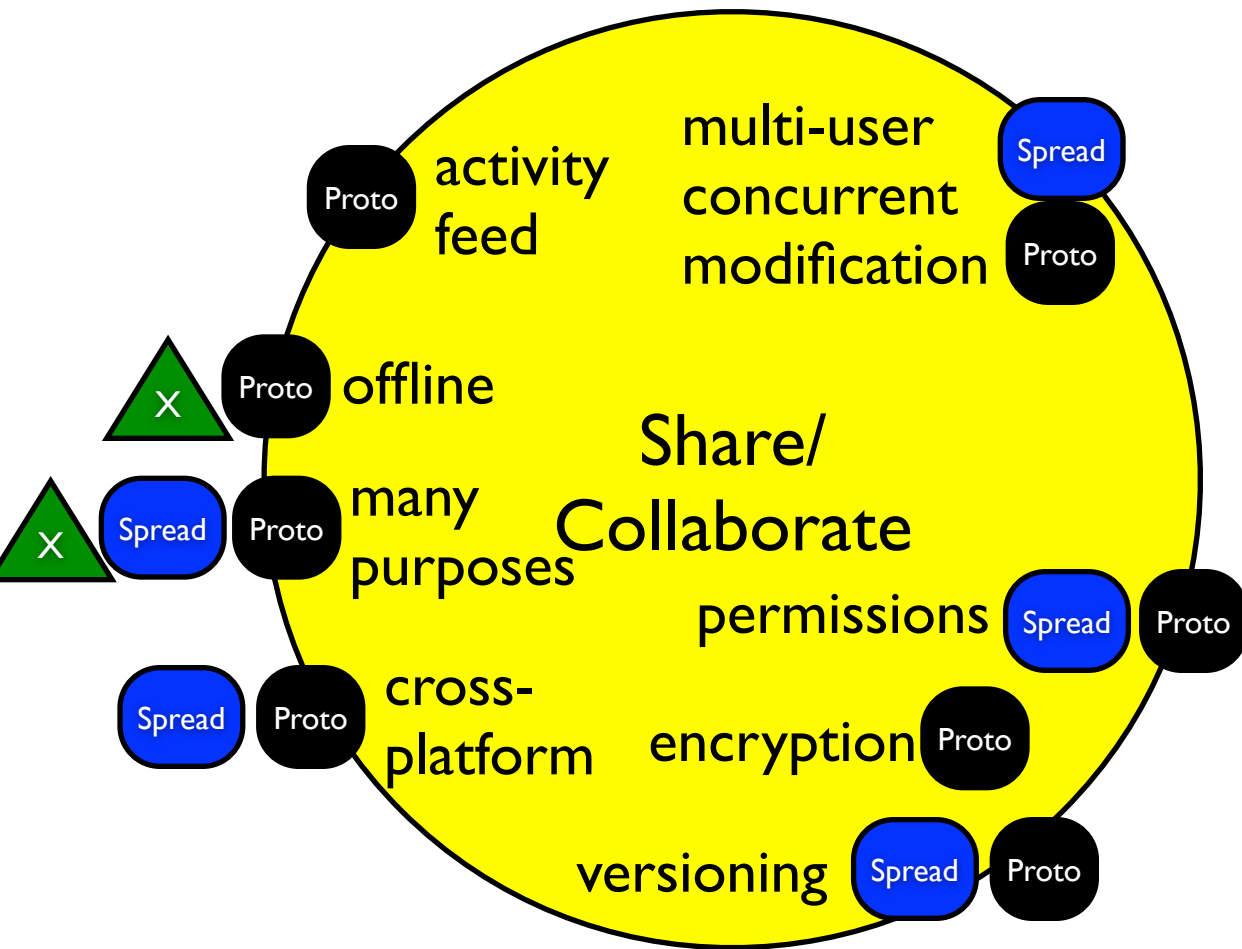 multi-user
concurrent
modification
Spread
Proto
Proto
activity
feed
X
Proto
offline
Share/
Collaborate
X
Spread
Proto
many
purposes
permissions
Spread
Proto
Spread
Proto
cross-
platform
encryption
Proto
versioning
Spread
Proto